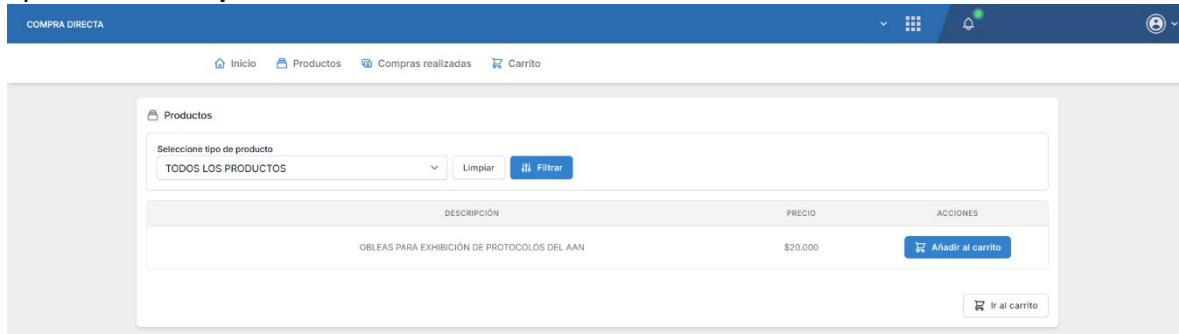 COMPRA DIRECTA
Inicio Productos Compras realizadas Carrito
Productos
Seleccione tipo de producto
TODOS LOS PRODUCTOS Limpiar Filtrar
DESCRIPCIÓN PRECIO ACCIONES
OBLEAS PARA EXHIBICIÓN DE PROTOCOLOS DEL AAN $20.000 Añadir al carrito
Ir al carrito